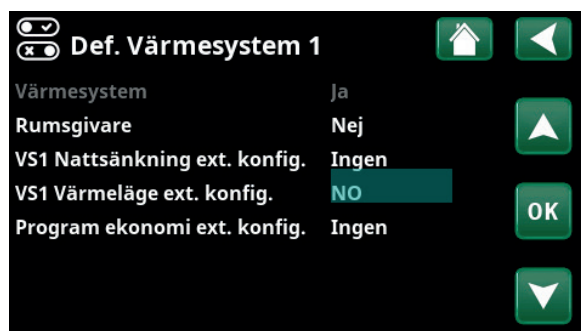 Def. Värmesystem 1
Värmesystem Ja
Rumsgivare Nej
VS1 Nattsänkning ext. konfig. Ingen
VS1 Värmeläge ext. konfig. NO
OK
Program ekonomi ext. konfig. Ingen